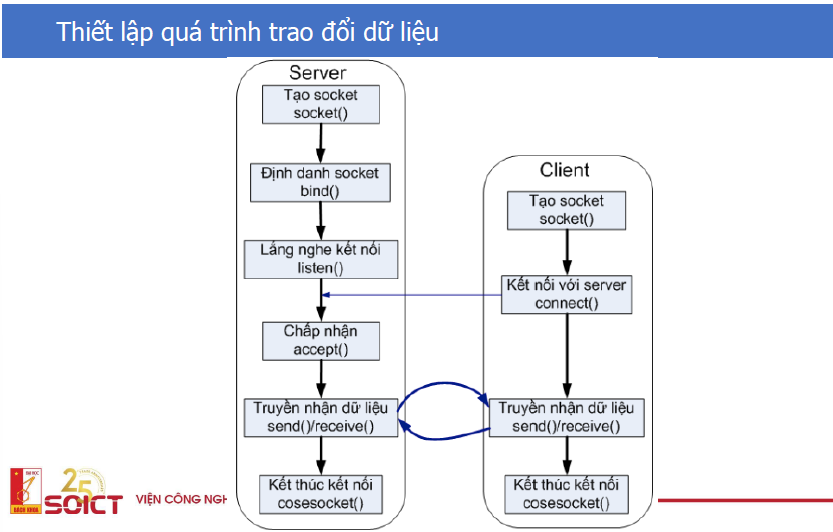 Thiết lập quá trình trao đổi dữ liệu
Server
Tạo socket
socket()
Định danh socket
bind()
Lắng nghe kết nối
listen()
Chấp nhận
accept()
Truyền nhận dữ liệu
send()/receive()
Kết thúc kết nối
cosesocket()
Client
Tạo socket
socket()
Kết nối với server
connect()
Truyền nhận dữ liệu
send()/receive()
Kết thúc kết nối
cosesocket()
ĐẠI HỌC
BÁCH KHOA
25
SOICT
VIỆN CÔNG NGH